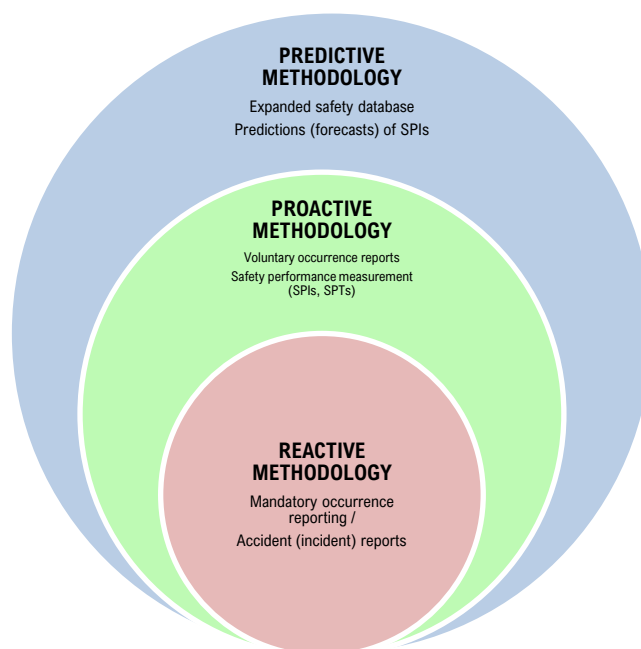 PREDICTIVE
METHODOLOGY
Expanded safety database
Predictions (forecasts) of SPIs
PROACTIVE
METHODOLOGY
Voluntary occurrence reports
Safety performance measurement
(SPIs, SPTs)
REACTIVE
METHODOLOGY
Mandatory occurrence
reporting /
Accident (incident) reports